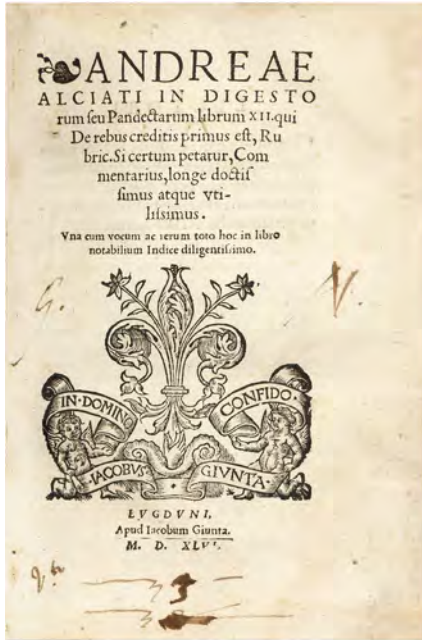 ANDREAE
ALCIATI IN DIGESTO
rum seu Pandectarum librum XII. qui
De rebus creditis primus est, Ru
bric. Si certum petatur, Com
mentarius, longe doctis
simus atque vti-
lissimus.
Vna cum vocum ac rerum toto hoc in libro
notabilium Indice diligentissimo.
G. V.
IN·DOMIN CONFIDO·
·IACOBVS· GIVNTA·
LVGDVNI,
Apud Iacobum Giunta.
M. D.